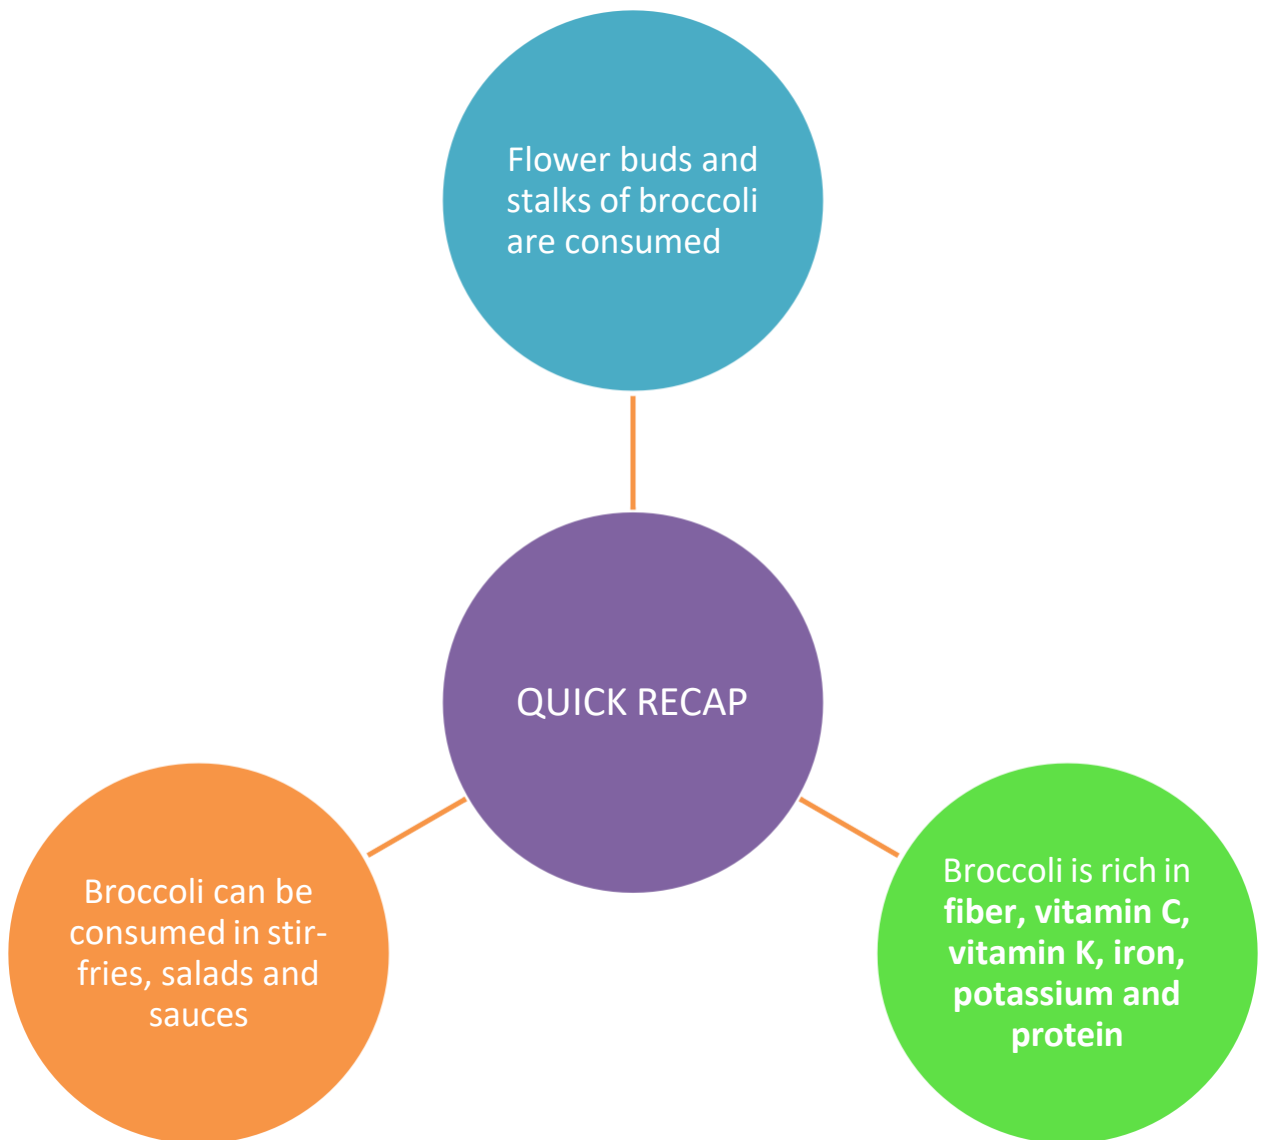 Flower buds and
stalks of broccoli
are consumed
QUICK RECAP
Broccoli can be
consumed in stir-
fries, salads and
sauces
Broccoli is rich in
fiber, vitamin C,
vitamin K, iron,
potassium and
protein